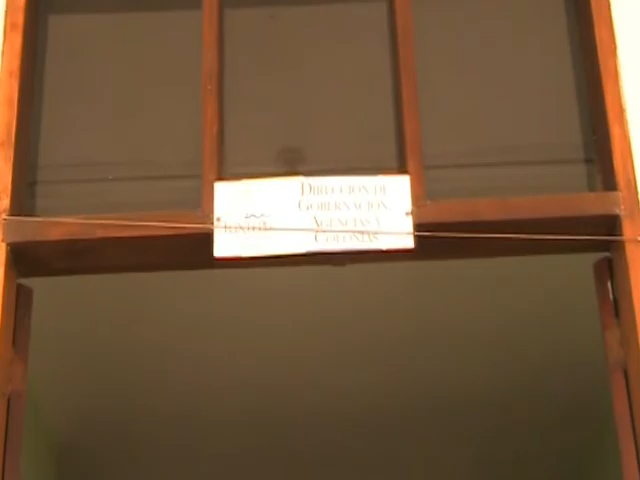 DIRECCIÓN DE
GOBERNACIÓN,
AGENCIAS Y
COLONIAS